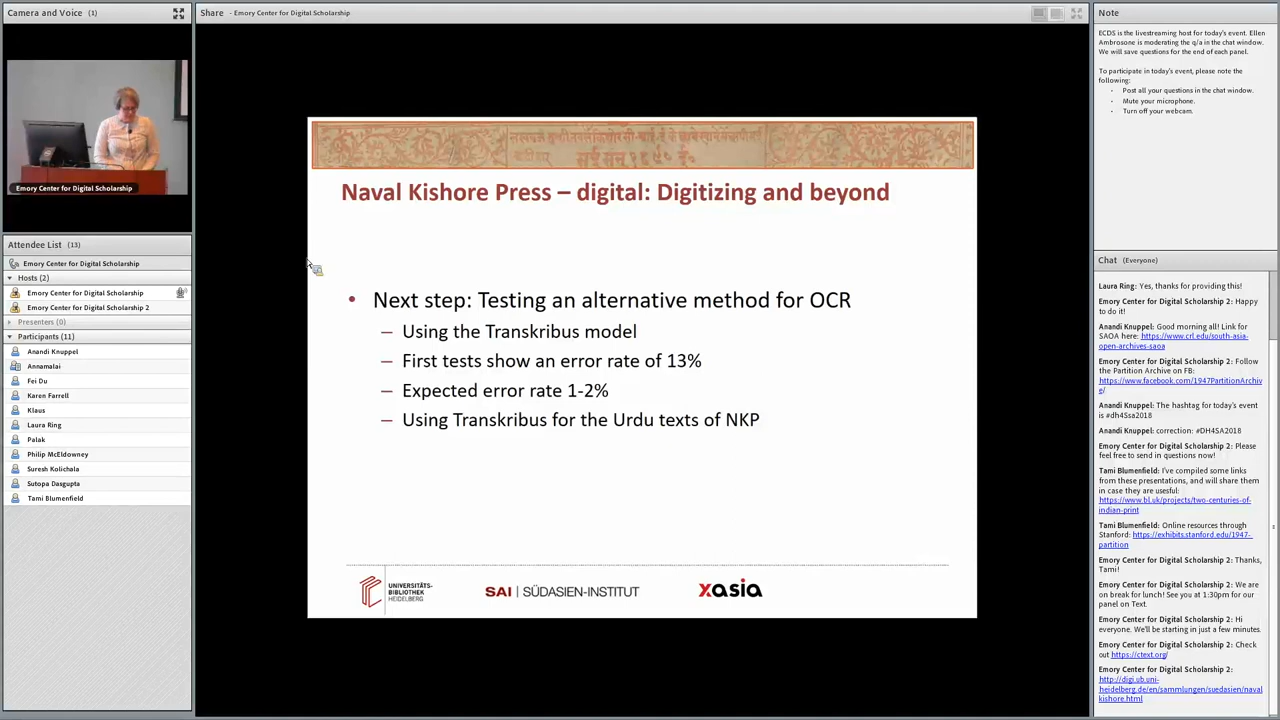 Camera and Voice (1)
Emory Center for Digital Scholarship
Attendee List (13)
Emory Center for Digital Scholarship
Hosts (2)
Emory Center for Digital Scholarship
Emory Center for Digital Scholarship 2
Presenters (0)
Participants (11)
Anandi Knuppel
Annamalai
Fei Du
Karen Farrell
Klaus
Laura Ring
Palak
Philip McEldowney
Suresh Kolichala
Sutopa Dasgupta
Tami Blumenfield
Share - Emory Center for Digital Scholarship
Naval Kishore Press – digital: Digitizing and beyond
• Next step: Testing an alternative method for OCR
– Using the Transkribus model
– First tests show an error rate of 13%
– Expected error rate 1-2%
– Using Transkribus for the Urdu texts of NKP
UNIVERSITÄTS-
BIBLIOTHEK
HEIDELBERG
SAI | SÜDASIEN-INSTITUT
xasia
Note
ECDS is the livestreaming host for today's event. Ellen
Ambrosone is moderating the q/a in the chat window.
We will save questions for the end of each panel.
To participate in today's event, please note the
following:
• Post all your questions in the chat window.
• Mute your microphone.
• Turn off your webcam.
Chat (Everyone)
Laura Ring: Yes, thanks for providing this!
Emory Center for Digital Scholarship 2: Happy
to do it!
Anandi Knuppel: Good morning all! Link for
SAOA here: https://www.crl.edu/south-asia-
open-archives-saoa
Emory Center for Digital Scholarship 2: Follow
the Partition Archive on FB:
https://www.facebook.com/1947PartitionArchiv
e/
Anandi Knuppel: The hashtag for today's event
is #dh4Ssa2018
Anandi Knuppel: correction: #DH4SA2018
Emory Center for Digital Scholarship 2: Please
feel free to send in questions now!
Tami Blumenfield: I've compiled some links
from these presentations, and will share them
in case they are usesful:
https://www.bl.uk/projects/two-centuries-of-
indian-print
Tami Blumenfield: Online resources through
Stanford: https://exhibits.stanford.edu/1947-
partition
Emory Center for Digital Scholarship 2: Thanks,
Tami!
Emory Center for Digital Scholarship 2: We are
on break for lunch! See you at 1:30pm for our
panel on Text.
Emory Center for Digital Scholarship 2: Hi
everyone. We'll be starting in just a few minutes.
Emory Center for Digital Scholarship 2: Check
out https://ctext.org/
Emory Center for Digital Scholarship 2:
http://digi.ub.uni-
heidelberg.de/en/sammlungen/suedasien/naval
kishore.html